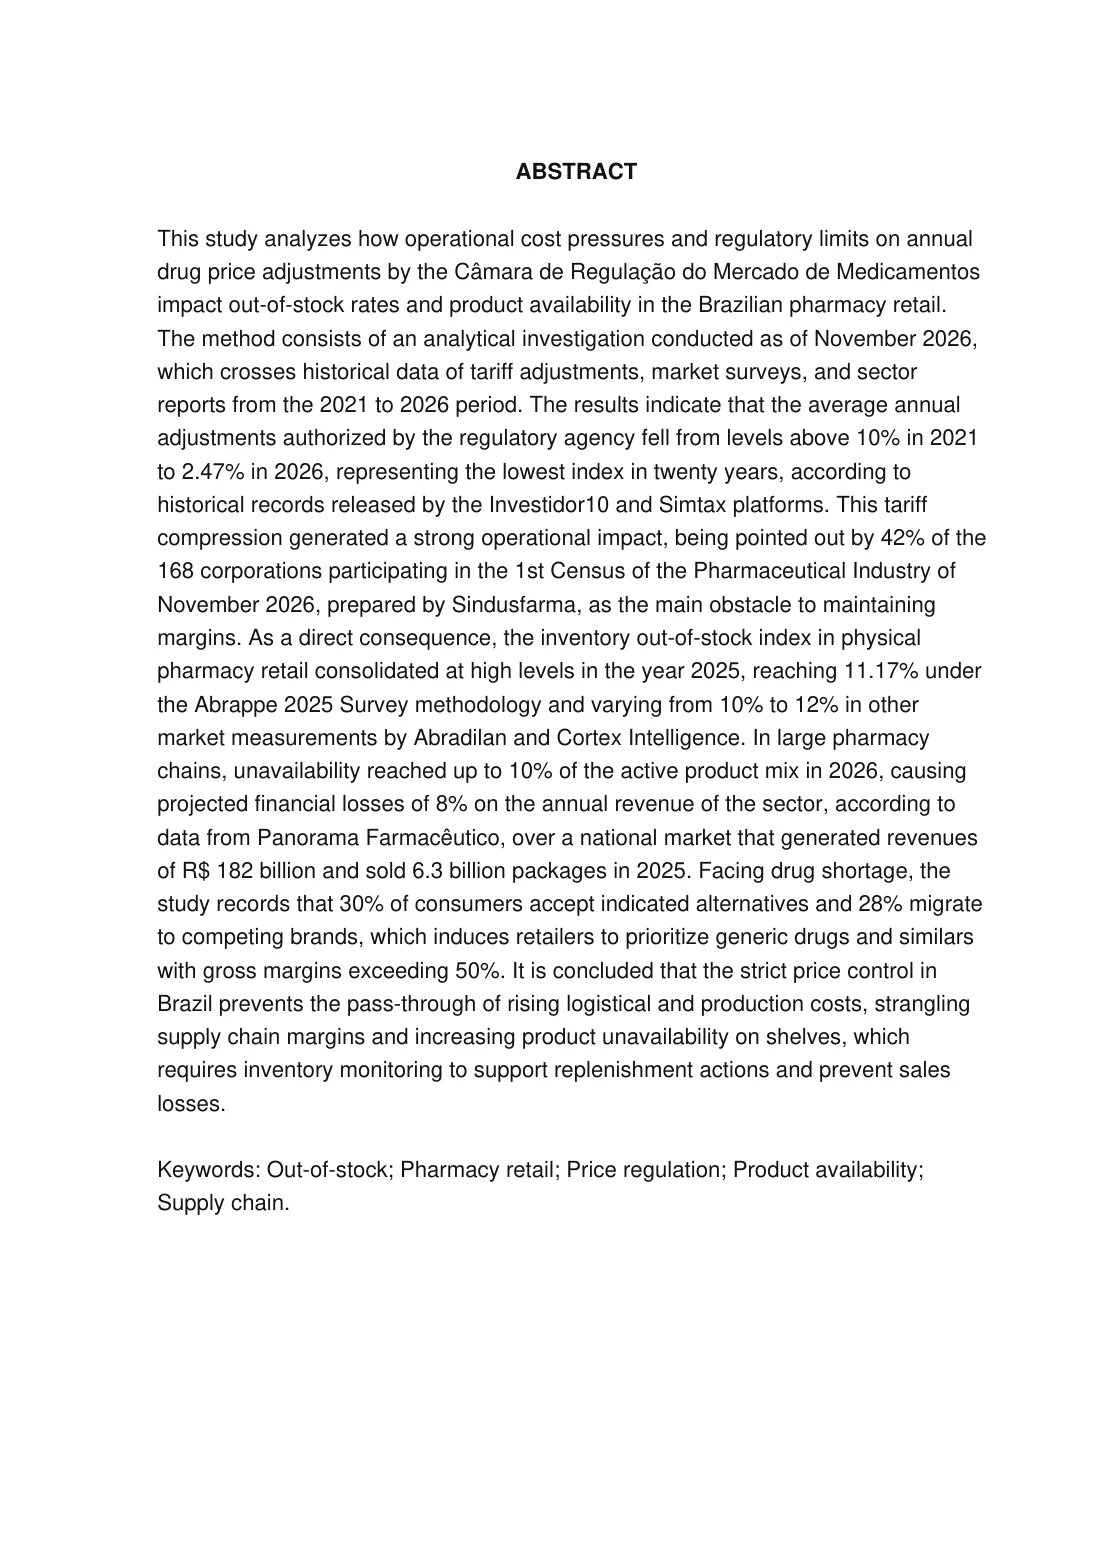 ABSTRACT
This study analyzes how operational cost pressures and regulatory limits on annual
drug price adjustments by the Câmara de Regulação do Mercado de Medicamentos
impact out-of-stock rates and product availability in the Brazilian pharmacy retail.
The method consists of an analytical investigation conducted as of November 2026,
which crosses historical data of tariff adjustments, market surveys, and sector
reports from the 2021 to 2026 period. The results indicate that the average annual
adjustments authorized by the regulatory agency fell from levels above 10% in 2021
to 2.47% in 2026, representing the lowest index in twenty years, according to
historical records released by the Investidor10 and Simtax platforms. This tariff
compression generated a strong operational impact, being pointed out by 42% of the
168 corporations participating in the 1st Census of the Pharmaceutical Industry of
November 2026, prepared by Sindusfarma, as the main obstacle to maintaining
margins. As a direct consequence, the inventory out-of-stock index in physical
pharmacy retail consolidated at high levels in the year 2025, reaching 11.17% under
the Abrappe 2025 Survey methodology and varying from 10% to 12% in other
market measurements by Abradilan and Cortex Intelligence. In large pharmacy
chains, unavailability reached up to 10% of the active product mix in 2026, causing
projected financial losses of 8% on the annual revenue of the sector, according to
data from Panorama Farmacêutico, over a national market that generated revenues
of R$ 182 billion and sold 6.3 billion packages in 2025. Facing drug shortage, the
study records that 30% of consumers accept indicated alternatives and 28% migrate
to competing brands, which induces retailers to prioritize generic drugs and similars
with gross margins exceeding 50%. It is concluded that the strict price control in
Brazil prevents the pass-through of rising logistical and production costs, strangling
supply chain margins and increasing product unavailability on shelves, which
requires inventory monitoring to support replenishment actions and prevent sales
losses.
Keywords: Out-of-stock; Pharmacy retail; Price regulation; Product availability;
Supply chain.